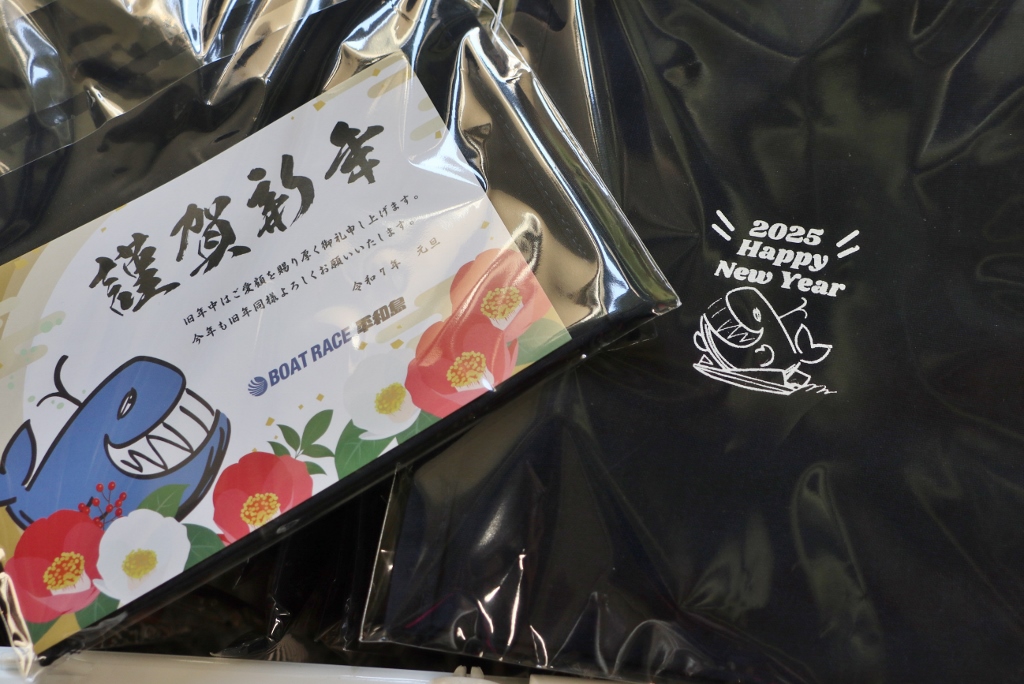 謹賀新年
旧年中はご愛顧を賜り厚く御礼申し上げます。
今年も旧年同様よろしくお願いいたします。
令和7年　元旦
BOAT RACE 平和島
2025
Happy
New Year